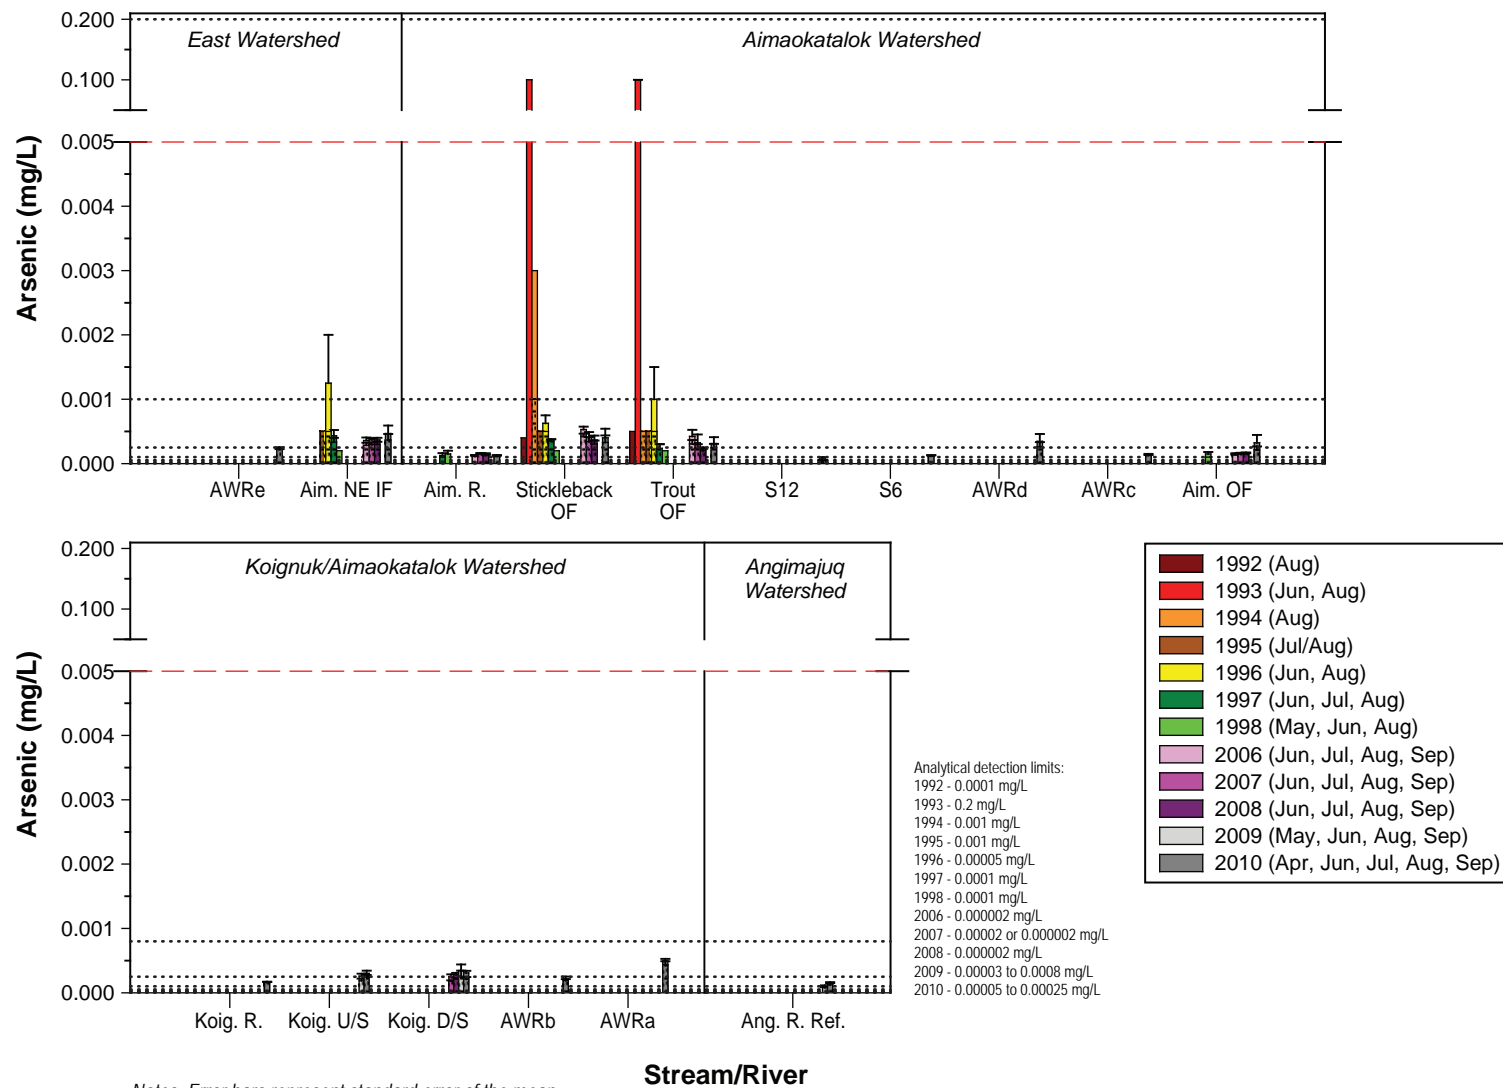 East Watershed
Aimaokatalok Watershed
0.200
0.100
0.005
0.004
0.003
0.002
0.001
0.000
Arsenic (mg/L)
AWRe
Aim. NE IF
Aim. R.
Stickleback
OF
Trout
OF
S12
S6
AWRd
AWRc
Aim. OF
Koignuk/Aimaokatalok Watershed
Angimajuq
Watershed
0.200
0.100
0.005
0.004
0.003
0.002
0.001
0.000
Arsenic (mg/L)
Koig. R.
Koig. U/S
Koig. D/S
AWRb
AWRa
Ang. R. Ref.
Stream/River
Analytical detection limits:
1992 - 0.0001 mg/L
1993 - 0.2 mg/L
1994 - 0.001 mg/L
1995 - 0.001 mg/L
1996 - 0.00005 mg/L
1997 - 0.0001 mg/L
1998 - 0.0001 mg/L
2006 - 0.000002 mg/L
2007 - 0.00002 or 0.000002 mg/L
2008 - 0.000002 mg/L
2009 - 0.00003 to 0.0008 mg/L
2010 - 0.00005 to 0.00025 mg/L
1992 (Aug)
1993 (Jun, Aug)
1994 (Aug)
1995 (Jul/Aug)
1996 (Jun, Aug)
1997 (Jun, Jul, Aug)
1998 (May, Jun, Aug)
2006 (Jun, Jul, Aug, Sep)
2007 (Jun, Jul, Aug, Sep)
2008 (Jun, Jul, Aug, Sep)
2009 (May, Jun, Aug, Sep)
2010 (Apr, Jun, Jul, Aug, Sep)
Notes: Error bars represent standard error of the mean